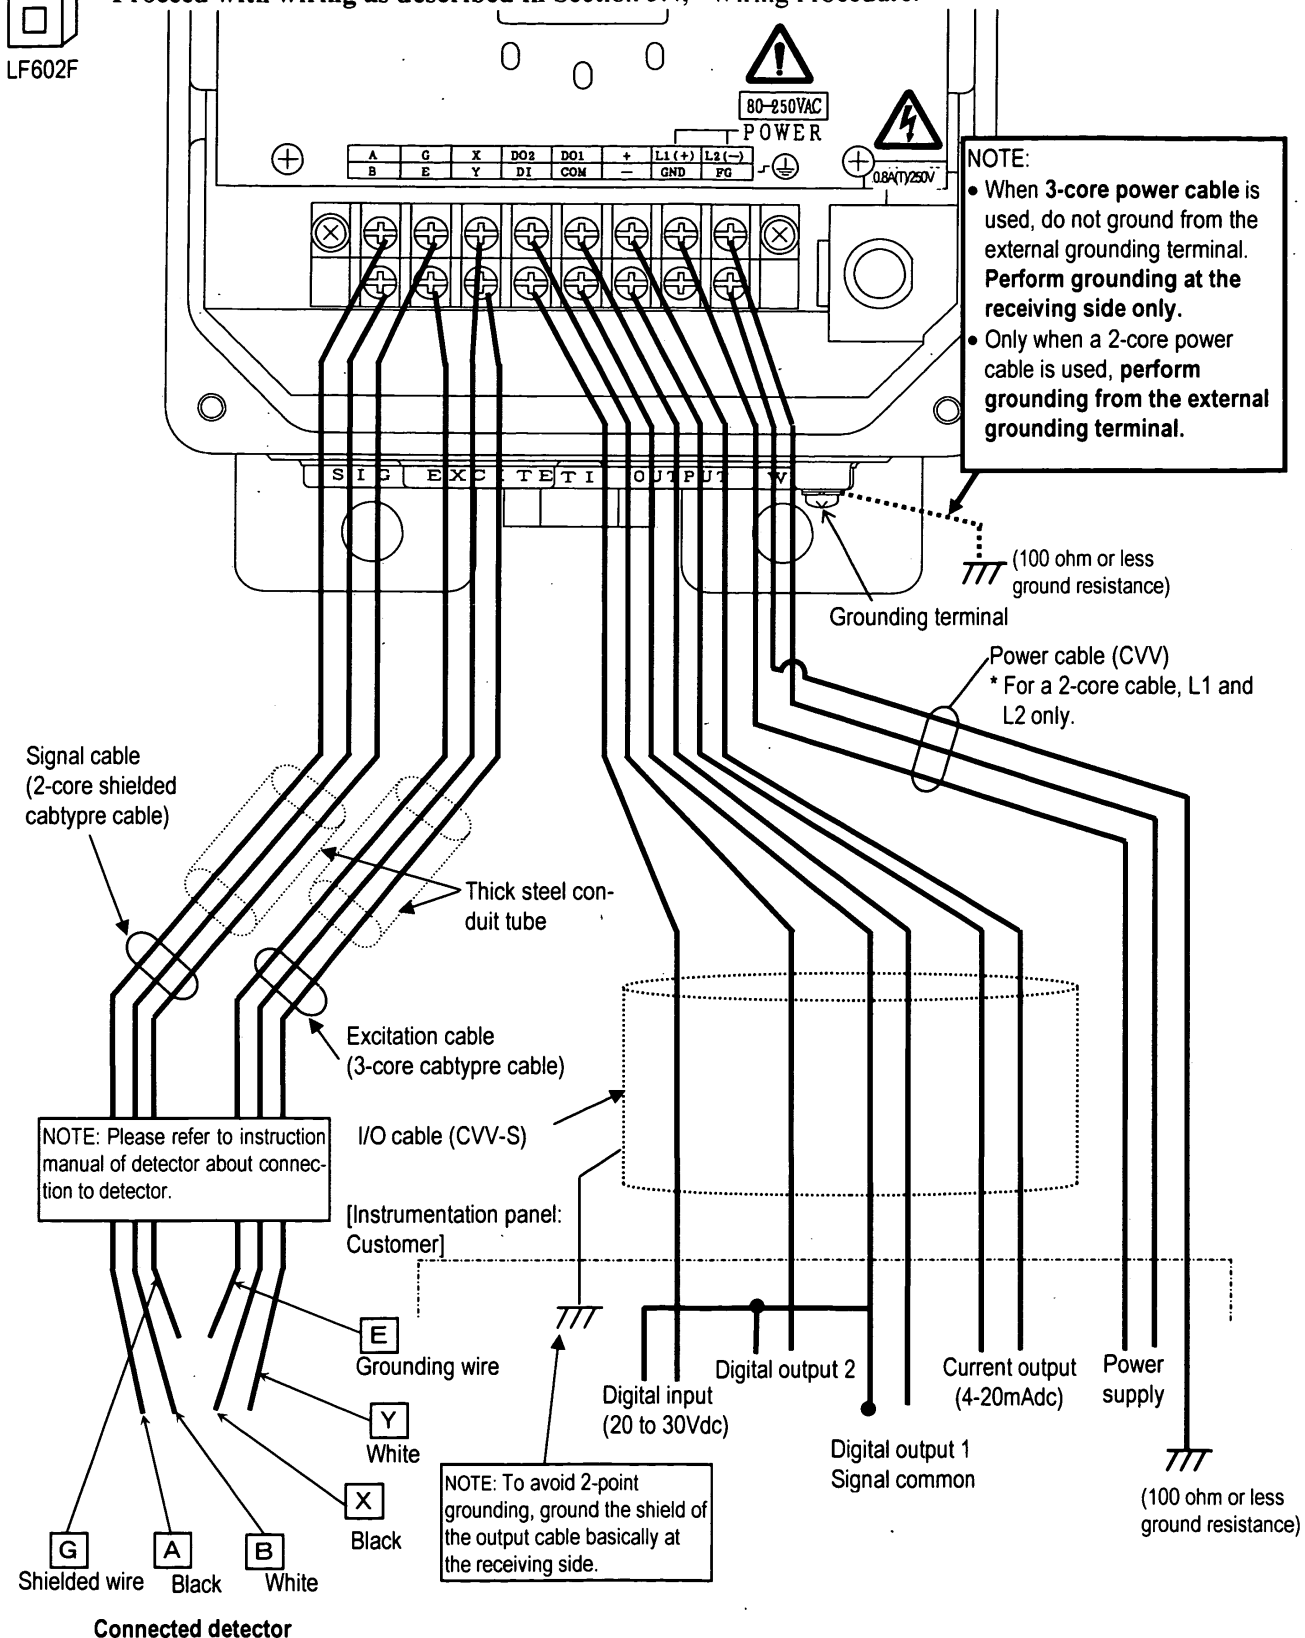 Proceed with wiring as described in Section 3.4, "Wiring Procedure."
LF602F
80-250VAC
POWER
A G X DO2 DO1 + L1(+) L2(-)
B E Y DI COM - GND FG
0.8A(T)/250V
NOTE:
• When 3-core power cable is
used, do not ground from the
external grounding terminal.
Perform grounding at the
receiving side only.
• Only when a 2-core power
cable is used, perform
grounding from the external
grounding terminal.
SIG EXC TE TI OUTPUT W
(100 ohm or less
ground resistance)
Grounding terminal
Power cable (CVV)
* For a 2-core cable, L1 and
L2 only.
Signal cable
(2-core shielded
cabtypre cable)
Thick steel con-
duit tube
Excitation cable
(3-core cabtypre cable)
I/O cable (CVV-S)
NOTE: Please refer to instruction
manual of detector about connec-
tion to detector.
[Instrumentation panel:
Customer]
E
Grounding wire
Y
White
X
Black
G
Shielded wire
A
Black
B
White
Connected detector
Digital input
(20 to 30Vdc)
Digital output 2
Digital output 1
Signal common
Current output
(4-20mAdc)
Power
supply
(100 ohm or less
ground resistance)
NOTE: To avoid 2-point
grounding, ground the shield of
the output cable basically at
the receiving side.